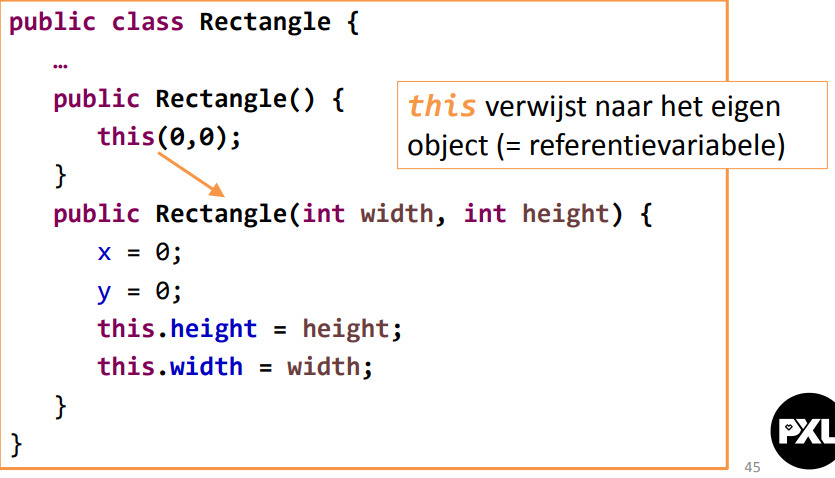 public class Rectangle {
…
public Rectangle() {
this(0,0);
}
public Rectangle(int width, int height) {
x = 0;
y = 0;
this.height = height;
this.width = width;
}
}
this verwijst naar het eigen
object (= referentievariabele)
PXL
45